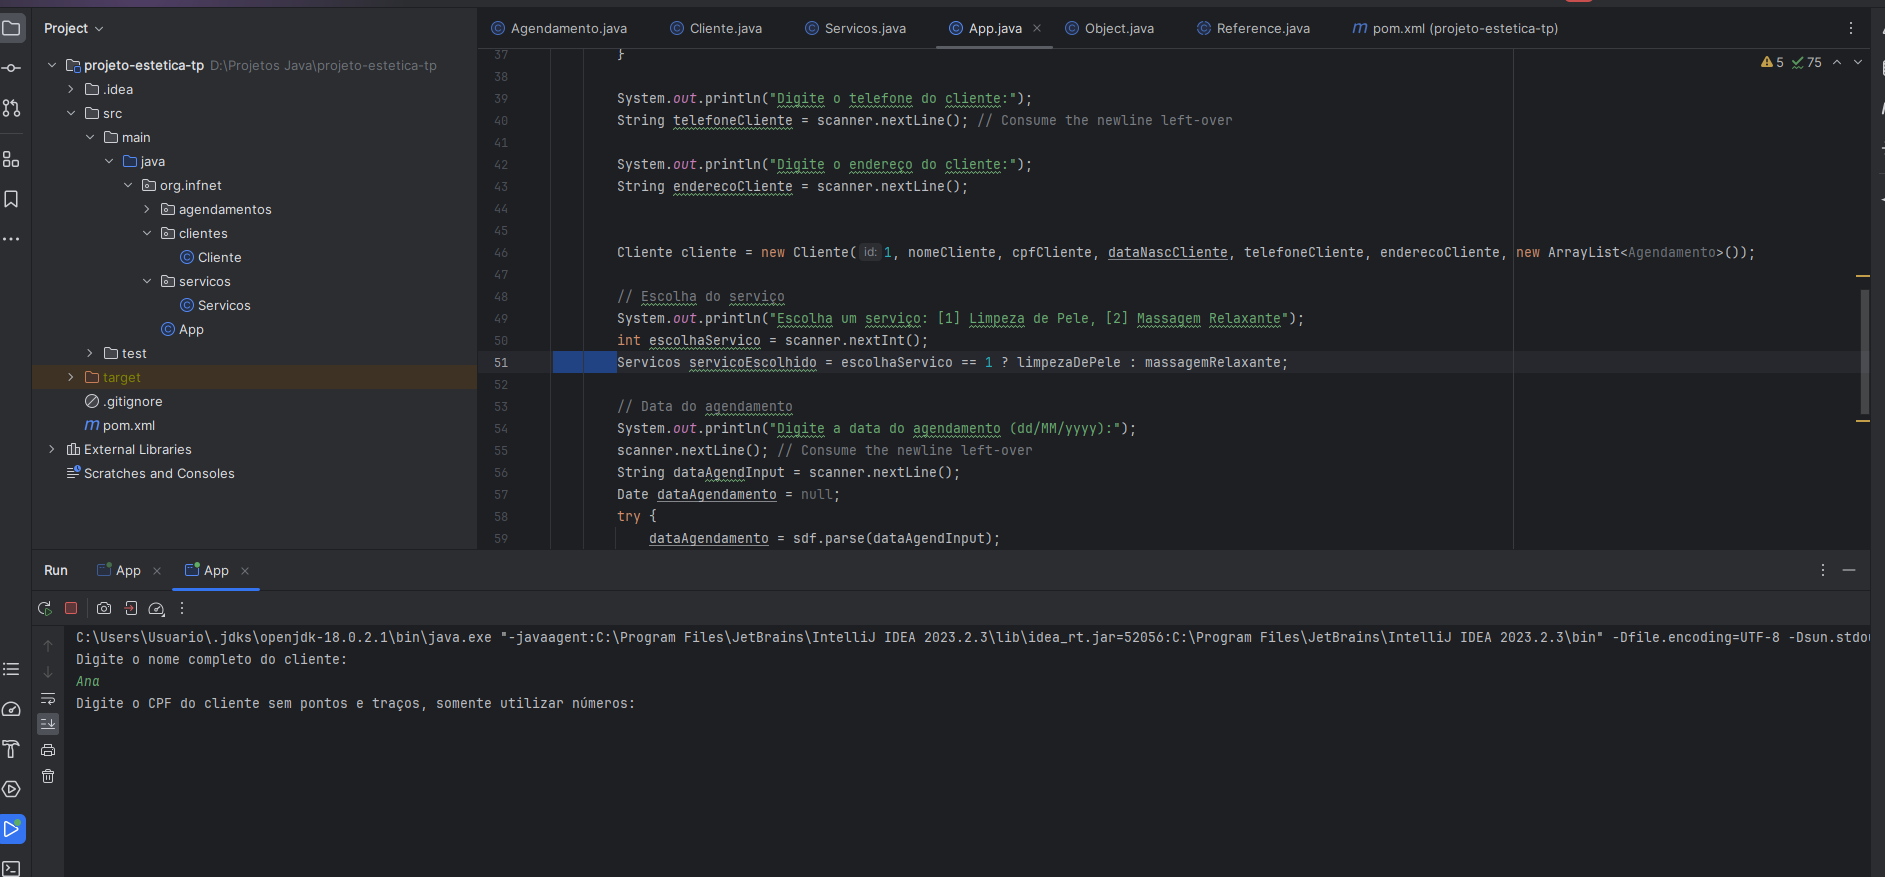 Project
Agendamento.java
Cliente.java
Servicos.java
App.java
Object.java
Reference.java
pom.xml (projeto-estetica-tp)
projeto-estetica-tp D:\Projetos Java\projeto-estetica-tp
.idea
src
main
java
org.infnet
agendamentos
clientes
Cliente
servicos
Servicos
App
test
target
.gitignore
pom.xml
External Libraries
Scratches and Consoles
5 75
37 }
38
39 System.out.println("Digite o telefone do cliente:");
40 String telefoneCliente = scanner.nextLine(); // Consume the newline left-over
41
42 System.out.println("Digite o endereço do cliente:");
43 String enderecoCliente = scanner.nextLine();
44
45
46 Cliente cliente = new Cliente( id: 1, nomeCliente, cpfCliente, dataNascCliente, telefoneCliente, enderecoCliente, new ArrayList<Agendamento>());
47
48 // Escolha do serviço
49 System.out.println("Escolha um serviço: [1] Limpeza de Pele, [2] Massagem Relaxante");
50 int escolhaServico = scanner.nextInt();
51 Servicos servicoEscolhido = escolhaServico == 1 ? limpezaDePele : massagemRelaxante;
52
53 // Data do agendamento
54 System.out.println("Digite a data do agendamento (dd/MM/yyyy):");
55 scanner.nextLine(); // Consume the newline left-over
56 String dataAgendInput = scanner.nextLine();
57 Date dataAgendamento = null;
58 try {
59 dataAgendamento = sdf.parse(dataAgendInput);
Run
App
App
C:\Users\Usuario\.jdks\openjdk-18.0.2.1\bin\java.exe "-javaagent:C:\Program Files\JetBrains\IntelliJ IDEA 2023.2.3\lib\idea_rt.jar=52056:C:\Program Files\JetBrains\IntelliJ IDEA 2023.2.3\bin" -Dfile.encoding=UTF-8 -Dsun.stdou
Digite o nome completo do cliente:
Ana
Digite o CPF do cliente sem pontos e traços, somente utilizar números: